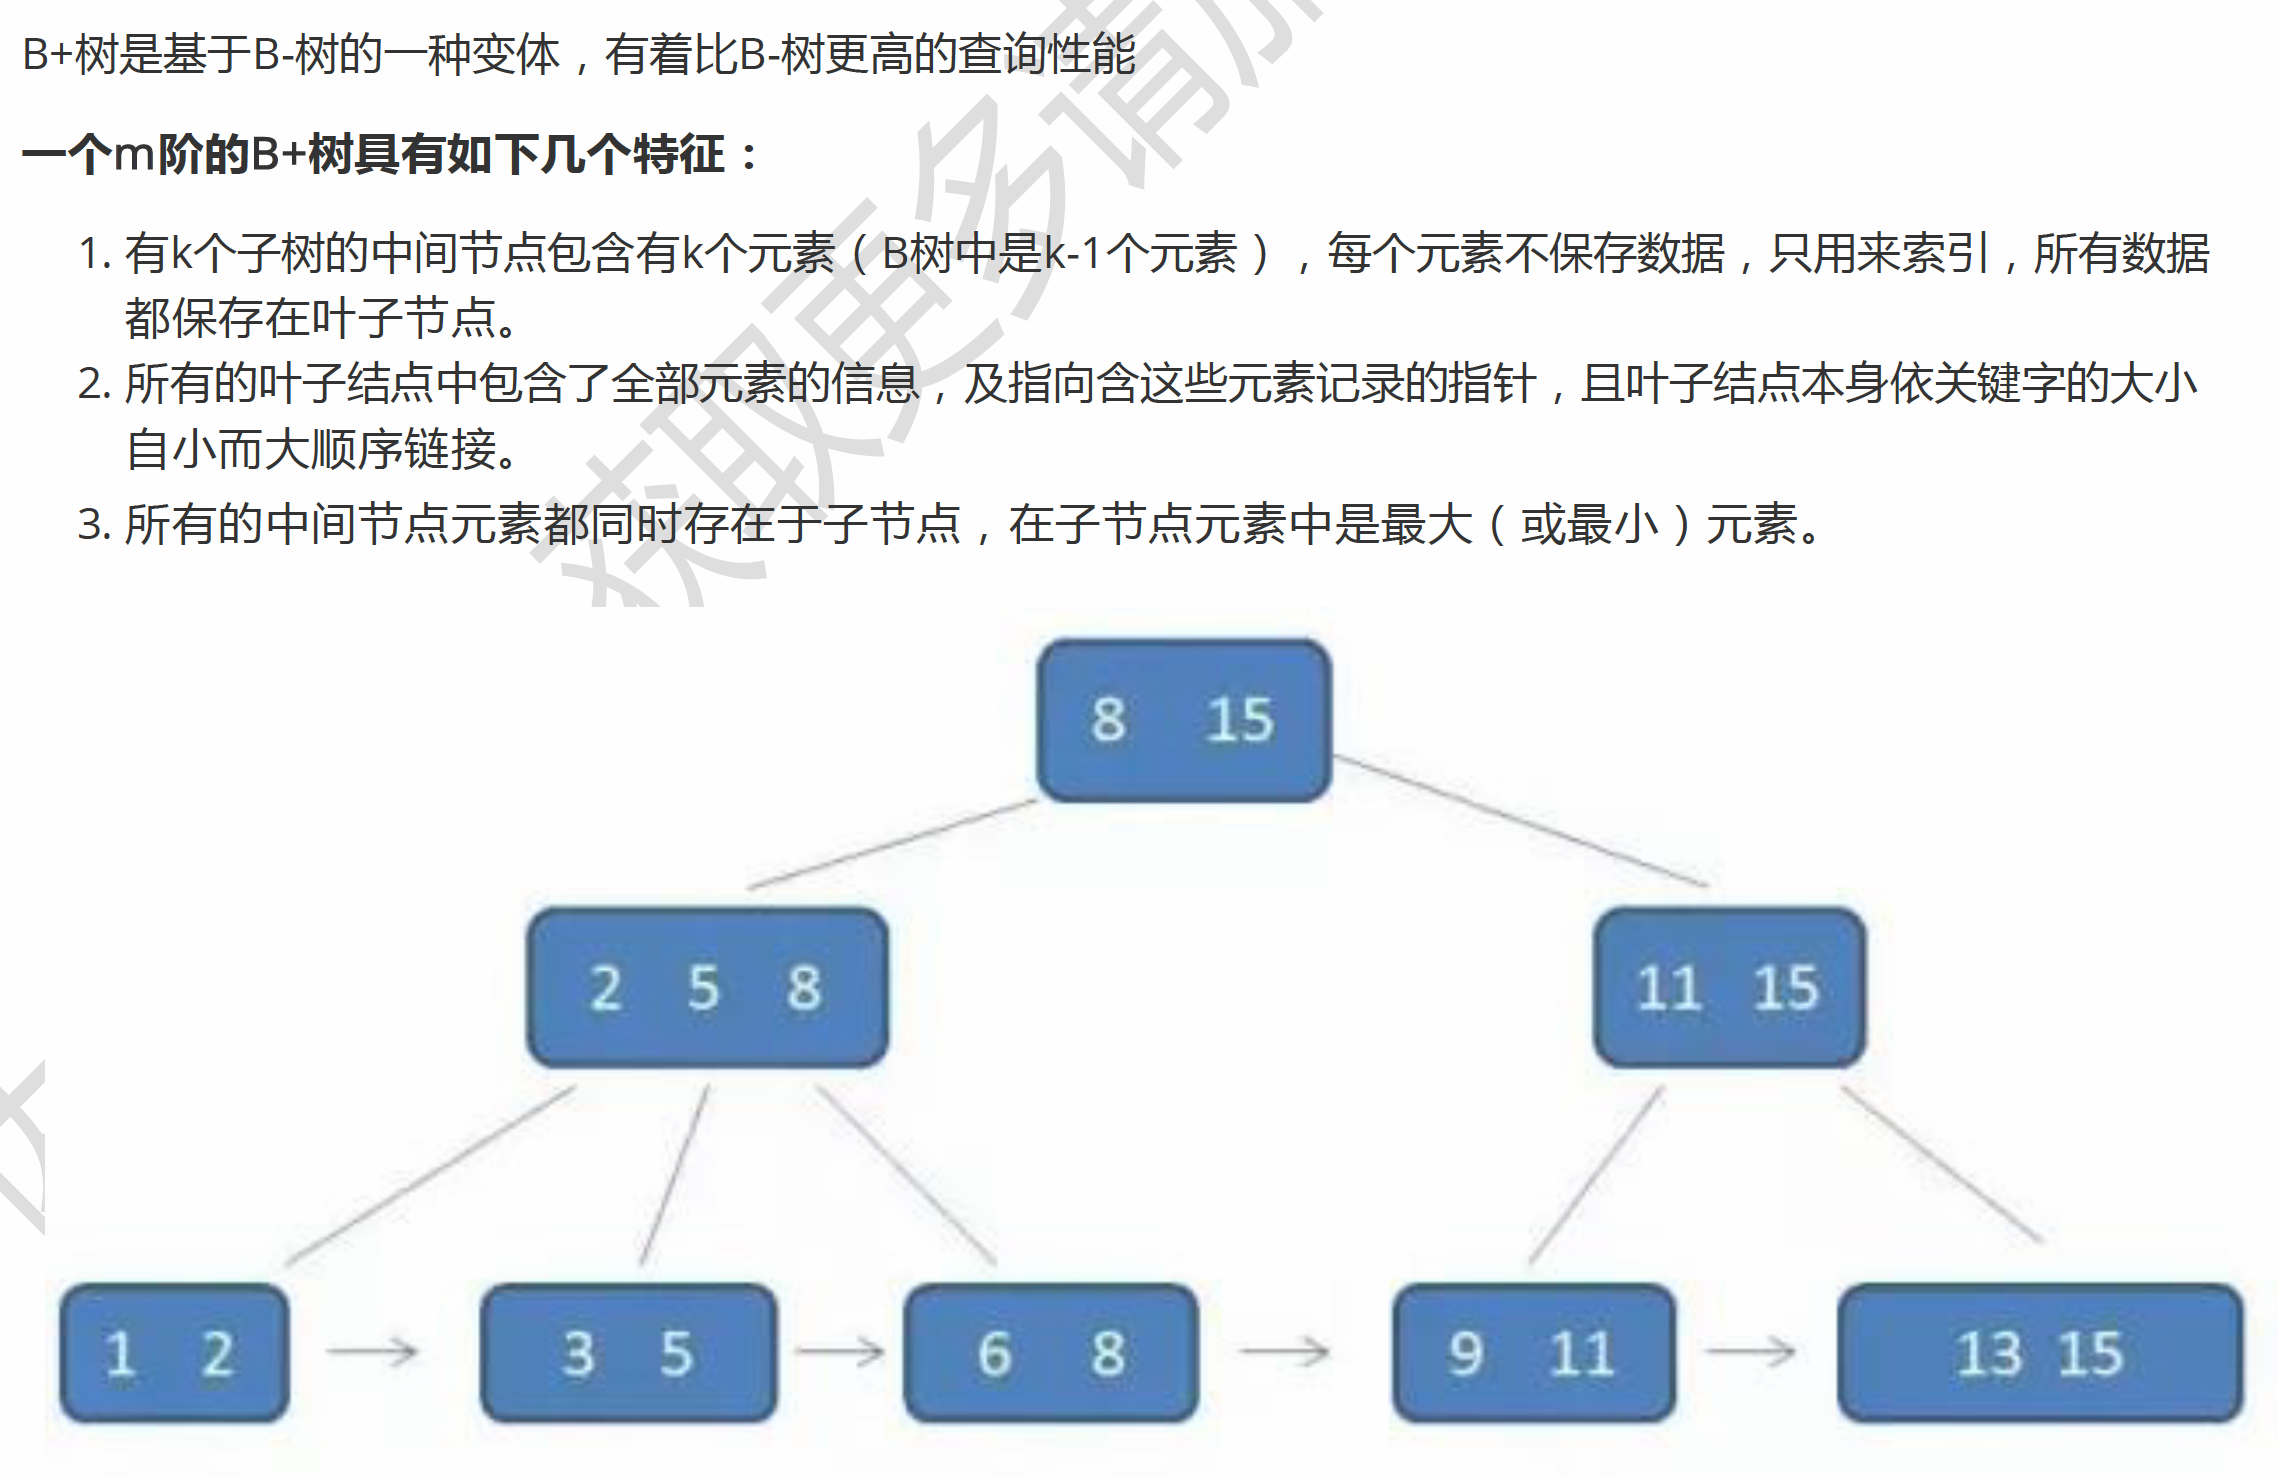 B+树是基于B-树的一种变体，有着比B-树更高的查询性能
一个m阶的B+树具有如下几个特征：
1. 有k个子树的中间节点包含有k个元素（B树中是k-1个元素），每个元素不保存数据，只用来索引，所有数据
都保存在叶子节点。
2. 所有的叶子结点中包含了全部元素的信息，及指向含这些元素记录的指针，且叶子结点本身依关键字的大小
自小而大顺序链接。
3. 所有的中间节点元素都同时存在于子节点，在子节点元素中是最大（或最小）元素。
获取更多请
8 15
2 5 8
11 15
1 2
3 5
6 8
9 11
13 15